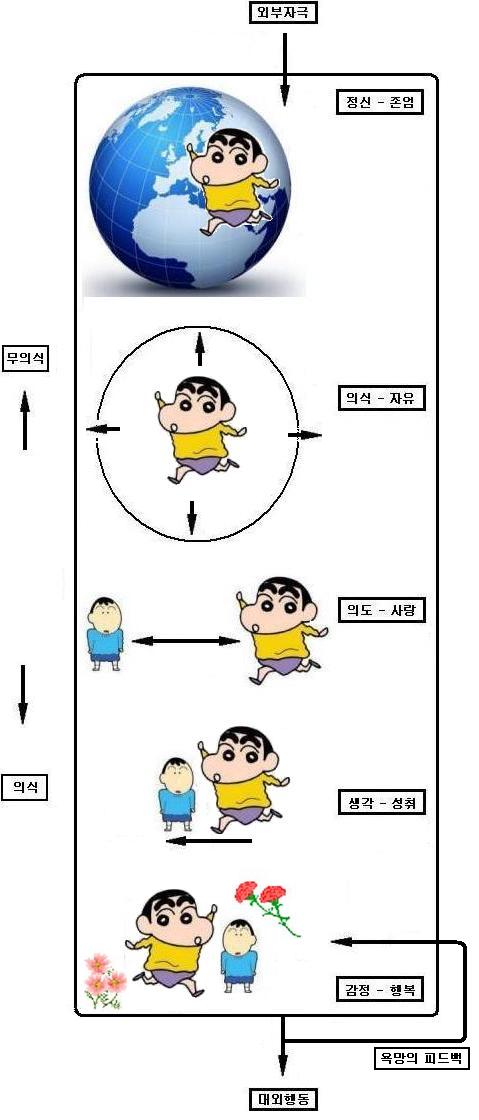 외부자극
정신 - 존엄
무의식
의식 - 자유
의도 - 사랑
의식
생각 - 성취
감정 - 행복
욕망의 피드백
대외행동